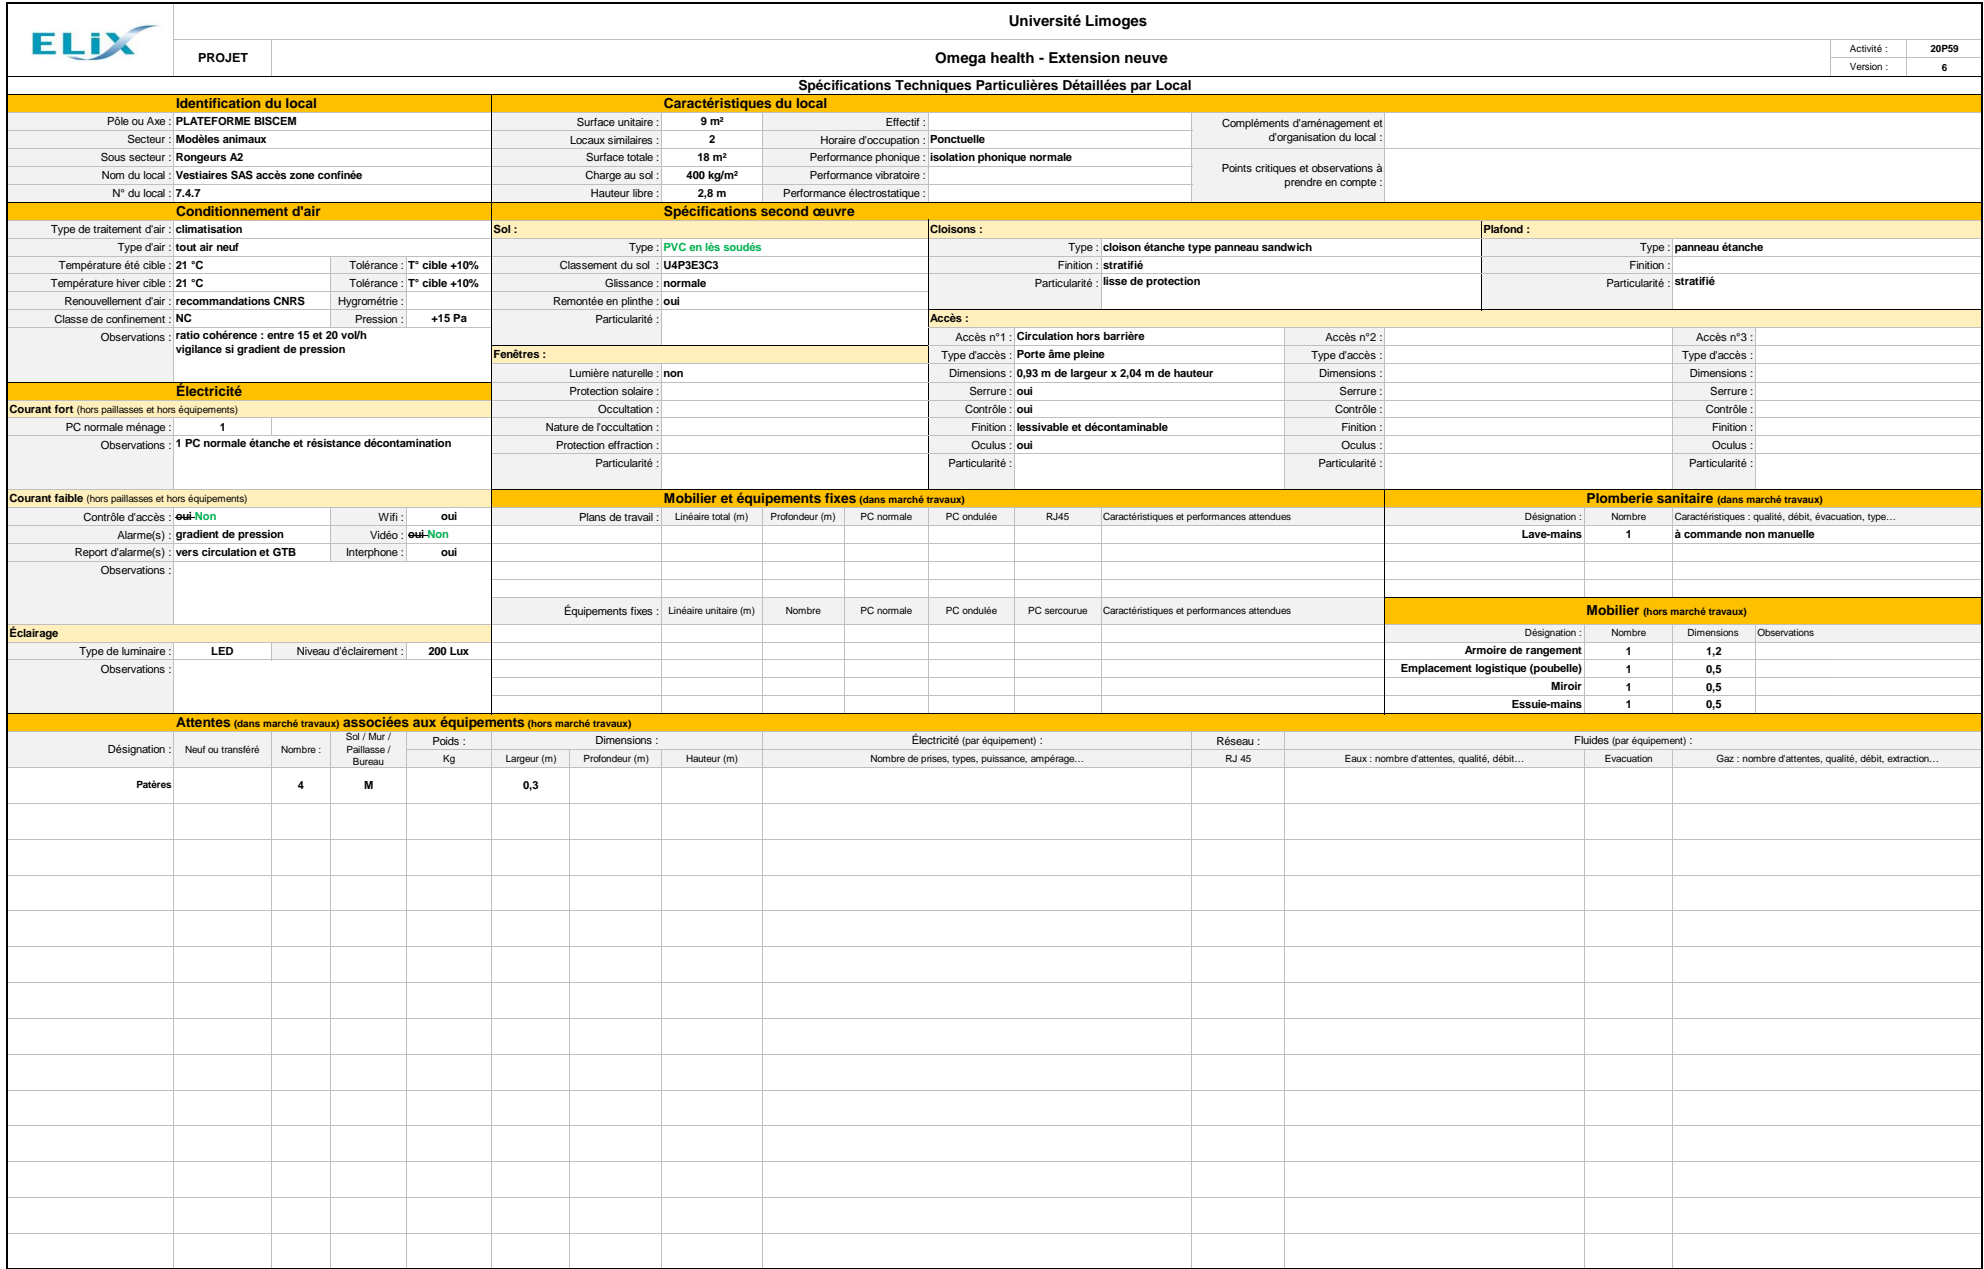 ELiX
Université Limoges
PROJET
Omega health - Extension neuve
Activité : 20P59
Version : 6
Spécifications Techniques Particulières Détaillées par Local
Identification du local
Caractéristiques du local
Pôle ou Axe : PLATEFORME BISCEM
Secteur : Modèles animaux
Sous secteur : Rongeurs A2
Nom du local : Vestiaires SAS accès zone confinée
N° du local : 7.4.7
Surface unitaire : 9 m²
Locaux similaires : 2
Surface totale : 18 m²
Charge au sol : 400 kg/m²
Hauteur libre : 2,8 m
Effectif :
Horaire d'occupation : Ponctuelle
Performance phonique : isolation phonique normale
Performance vibratoire :
Performance électrostatique :
Compléments d'aménagement et
d'organisation du local :
Points critiques et observations à
prendre en compte :
Conditionnement d'air
Type de traitement d'air : climatisation
Type d'air : tout air neuf
Température été cible : 21 °C Tolérance : T° cible +10%
Température hiver cible : 21 °C Tolérance : T° cible +10%
Renouvellement d'air : recommandations CNRS Hygrométrie :
Classe de confinement : NC Pression : +15 Pa
Observations : ratio cohérence : entre 15 et 20 vol/h
vigilance si gradient de pression
Spécifications second œuvre
Sol :
Type : PVC en lès soudés
Classement du sol : U4P3E3C3
Glissance : normale
Remontée en plinthe : oui
Particularité :
Cloisons :
Type : cloison étanche type panneau sandwich
Finition : stratifié
Particularité : lisse de protection
Plafond :
Type : panneau étanche
Finition :
Particularité : stratifié
Fenêtres :
Lumière naturelle : non
Protection solaire :
Occultation :
Nature de l'occultation :
Protection effraction :
Particularité :
Accès :
Accès n°1 : Circulation hors barrière
Type d'accès : Porte âme pleine
Dimensions : 0,93 m de largeur x 2,04 m de hauteur
Serrure : oui
Contrôle : oui
Finition : lessivable et décontaminable
Oculus : oui
Particularité :
Accès n°2 :
Type d'accès :
Dimensions :
Serrure :
Contrôle :
Finition :
Oculus :
Particularité :
Accès n°3 :
Type d'accès :
Dimensions :
Serrure :
Contrôle :
Finition :
Oculus :
Particularité :
Électricité
Courant fort (hors paillasses et hors équipements)
PC normale ménage : 1
Observations : 1 PC normale étanche et résistance décontamination
Courant faible (hors paillasses et hors équipements)
Contrôle d'accès : oui Non Wifi : oui
Alarme(s) : gradient de pression Vidéo : oui Non
Report d'alarme(s) : vers circulation et GTB Interphone : oui
Observations :
Éclairage
Type de luminaire : LED Niveau d'éclairement : 200 Lux
Observations :
Mobilier et équipements fixes (dans marché travaux)
Plans de travail : Linéaire total (m) Profondeur (m) PC normale PC ondulée RJ45 Caractéristiques et performances attendues
Équipements fixes : Linéaire unitaire (m) Nombre PC normale PC ondulée PC sercourue Caractéristiques et performances attendues
Plomberie sanitaire (dans marché travaux)
Désignation : Nombre Caractéristiques : qualité, débit, évacuation, type…
Lave-mains 1 à commande non manuelle
Mobilier (hors marché travaux)
Désignation : Nombre Dimensions Observations
Armoire de rangement 1 1,2
Emplacement logistique (poubelle) 1 0,5
Miroir 1 0,5
Essuie-mains 1 0,5
Attentes (dans marché travaux) associées aux équipements (hors marché travaux)
Désignation : Neuf ou transféré Nombre :
Sol / Mur /
Paillasse /
Bureau
Poids : Dimensions : Électricité (par équipement) : Réseau : Fluides (par équipement) :
Kg Largeur (m) Profondeur (m) Hauteur (m) Nombre de prises, types, puissance, ampérage… RJ 45 Eaux : nombre d'attentes, qualité, débit… Evacuation Gaz : nombre d'attentes, qualité, débit, extraction…
Patères 4 M 0,3